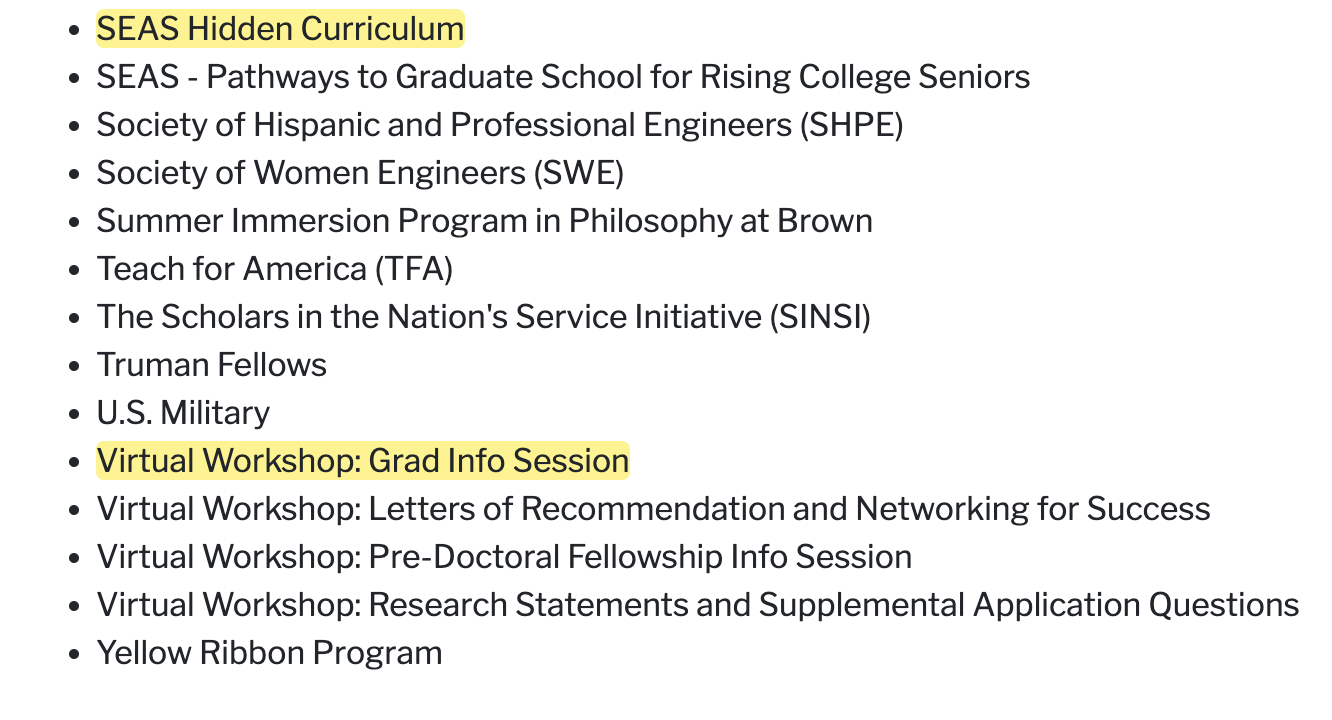 SEAS Hidden Curriculum
SEAS - Pathways to Graduate School for Rising College Seniors
Society of Hispanic and Professional Engineers (SHPE)
Society of Women Engineers (SWE)
Summer Immersion Program in Philosophy at Brown
Teach for America (TFA)
The Scholars in the Nation's Service Initiative (SINSI)
Truman Fellows
U.S. Military
Virtual Workshop: Grad Info Session
Virtual Workshop: Letters of Recommendation and Networking for Success
Virtual Workshop: Pre-Doctoral Fellowship Info Session
Virtual Workshop: Research Statements and Supplemental Application Questions
Yellow Ribbon Program